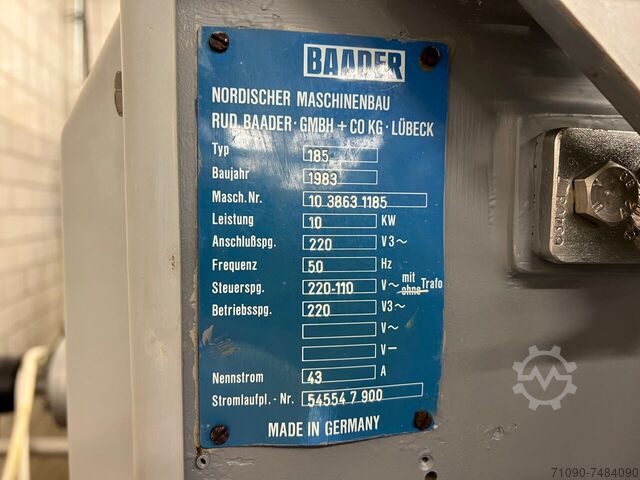 BAADER
NORDISCHER MASCHINENBAU
RUD. BAADER · GMBH + CO KG · LÜBECK
Typ 185
Baujahr 1983
Masch.Nr. 10 3863 1185
Leistung 10 KW
Anschlußspg. 220 V3~
Frequenz 50 Hz
Steuerspg. 220-110 V~ mit ohne Trafo
Betriebsspg. 220 V3~
V~
V-
Nennstrom 43 A
Stromlaufpl.-Nr. 54554 7 900
MADE IN GERMANY
71090-7484090